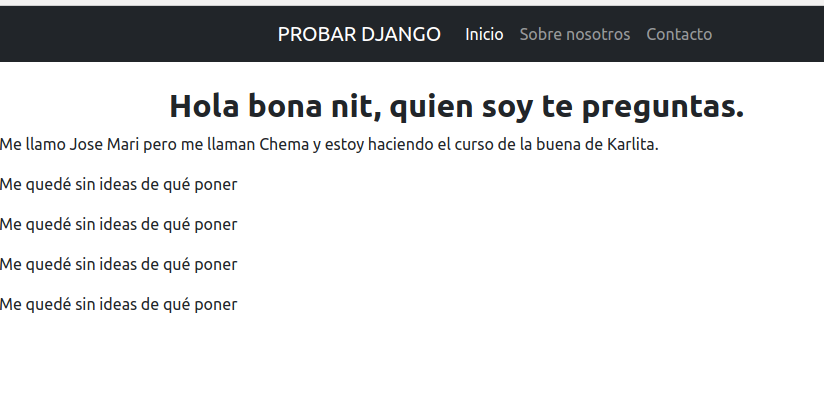 PROBAR DJANGO Inicio Sobre nosotros Contacto
Hola bona nit, quien soy te preguntas.
Me llamo Jose Mari pero me llaman Chema y estoy haciendo el curso de la buena de Karlita.
Me quedé sin ideas de qué poner
Me quedé sin ideas de qué poner
Me quedé sin ideas de qué poner
Me quedé sin ideas de qué poner